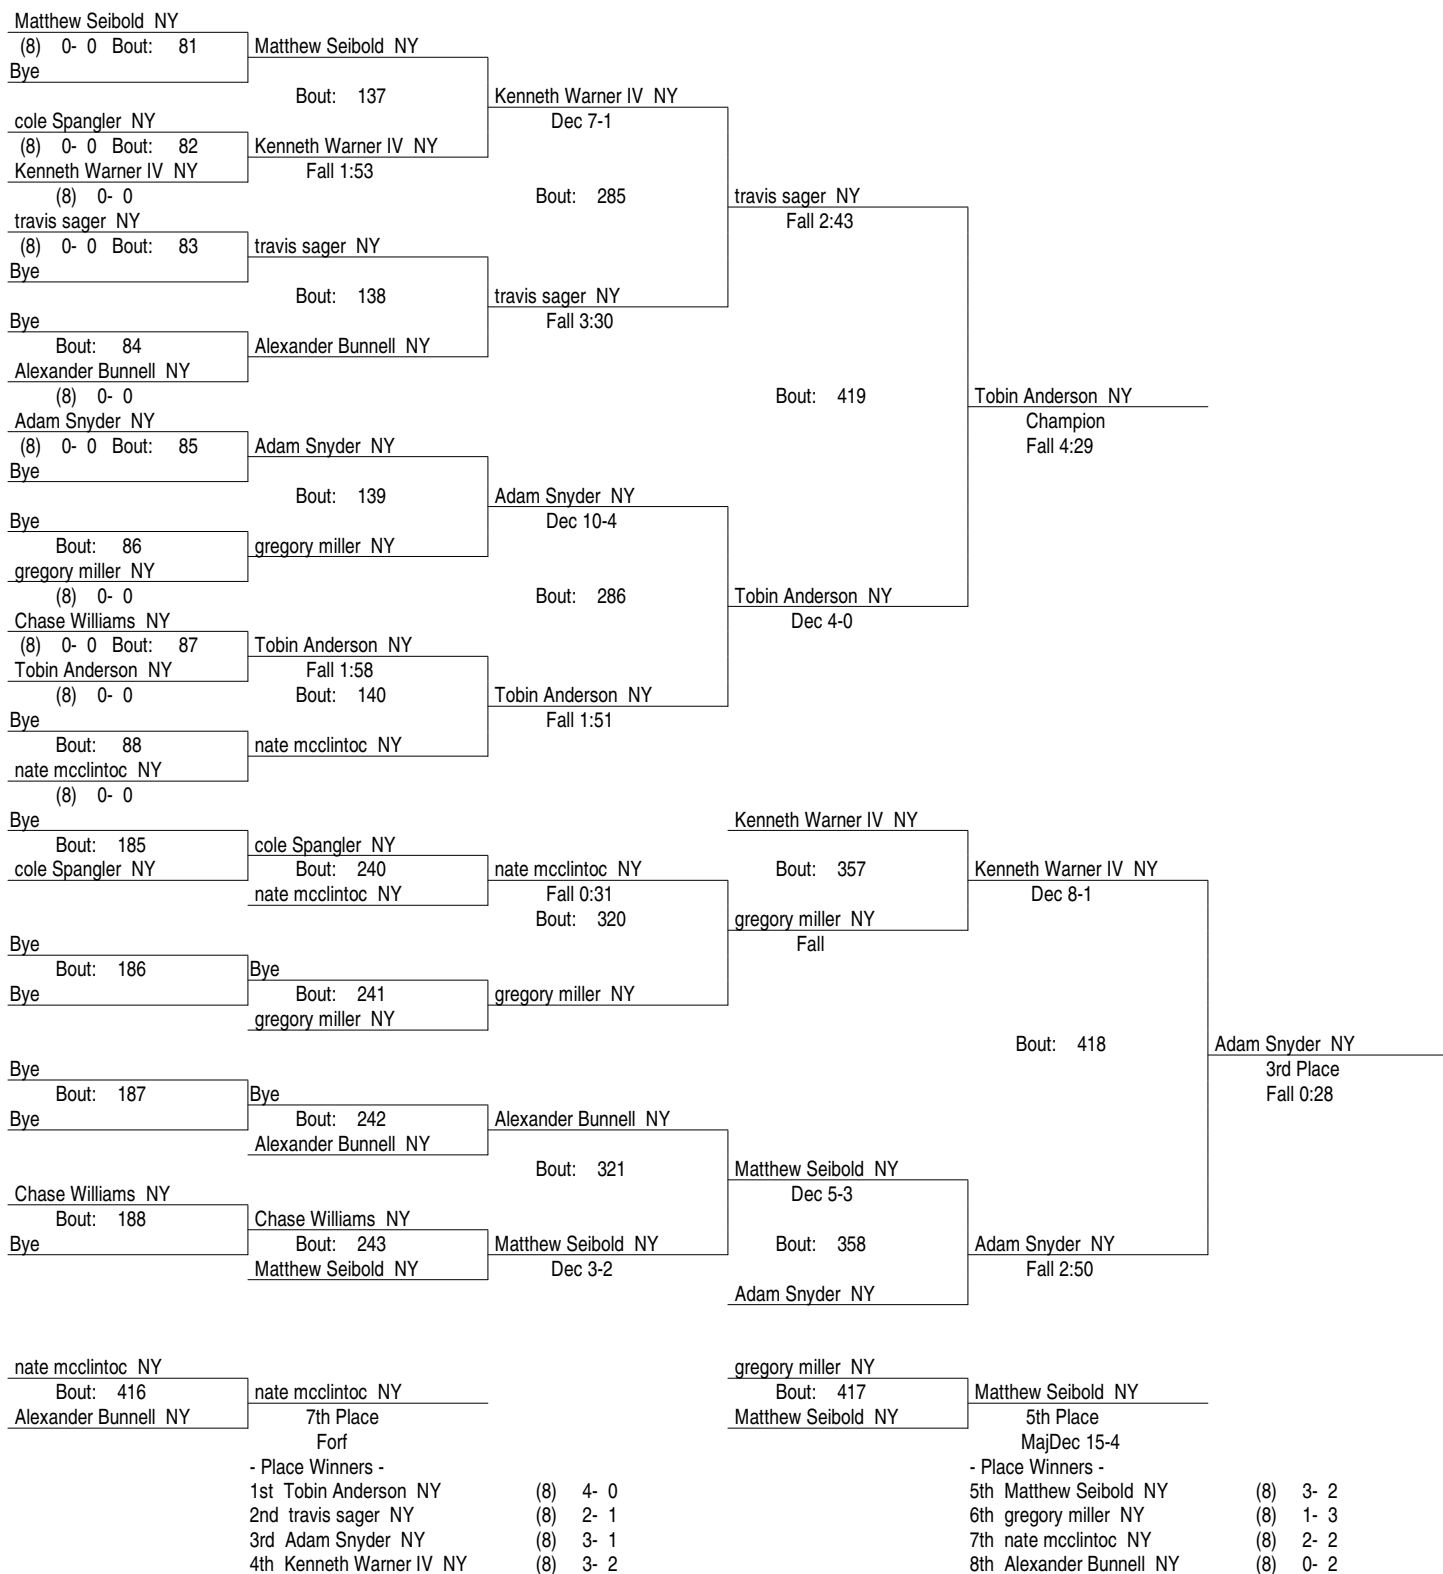 Matthew Seibold NY
(8) 0- 0 Bout: 81 Matthew Seibold NY
Bye
Bout: 137 Kenneth Warner IV NY
cole Spangler NY Dec 7-1
(8) 0- 0 Bout: 82 Kenneth Warner IV NY
Kenneth Warner IV NY Fall 1:53
(8) 0- 0 Bout: 285 travis sager NY
travis sager NY Fall 2:43
(8) 0- 0 Bout: 83 travis sager NY
Bye
Bout: 138 travis sager NY
Bye Fall 3:30
Bout: 84 Alexander Bunnell NY
Alexander Bunnell NY
(8) 0- 0 Bout: 419 Tobin Anderson NY
Adam Snyder NY Champion
(8) 0- 0 Bout: 85 Adam Snyder NY Fall 4:29
Bye
Bout: 139 Adam Snyder NY
Bye Dec 10-4
Bout: 86 gregory miller NY
gregory miller NY
(8) 0- 0 Bout: 286 Tobin Anderson NY
Chase Williams NY Dec 4-0
(8) 0- 0 Bout: 87 Tobin Anderson NY
Tobin Anderson NY Fall 1:58
(8) 0- 0 Bout: 140 Tobin Anderson NY
Bye Fall 1:51
Bout: 88 nate mcclintoc NY
nate mcclintoc NY
(8) 0- 0
Bye Kenneth Warner IV NY
Bout: 185 cole Spangler NY
cole Spangler NY Bout: 240 nate mcclintoc NY Bout: 357 Kenneth Warner IV NY
nate mcclintoc NY Fall 0:31 Dec 8-1
Bout: 320 gregory miller NY
Bye Fall
Bout: 186 Bye
Bye Bout: 241 gregory miller NY
gregory miller NY
Bout: 418 Adam Snyder NY
Bye 3rd Place
Bout: 187 Bye Fall 0:28
Bye Bout: 242 Alexander Bunnell NY
Alexander Bunnell NY
Bout: 321 Matthew Seibold NY
Chase Williams NY Dec 5-3
Bout: 188 Chase Williams NY
Bye Bout: 243 Matthew Seibold NY Bout: 358 Adam Snyder NY
Matthew Seibold NY Dec 3-2 Fall 2:50
Adam Snyder NY
nate mcclintoc NY gregory miller NY
Bout: 416 nate mcclintoc NY Bout: 417 Matthew Seibold NY
Alexander Bunnell NY 7th Place Matthew Seibold NY 5th Place
Forf MajDec 15-4
- Place Winners - - Place Winners -
1st Tobin Anderson NY (8) 4- 0 5th Matthew Seibold NY (8) 3- 2
2nd travis sager NY (8) 2- 1 6th gregory miller NY (8) 1- 3
3rd Adam Snyder NY (8) 3- 1 7th nate mcclintoc NY (8) 2- 2
4th Kenneth Warner IV NY (8) 3- 2 8th Alexander Bunnell NY (8) 0- 2